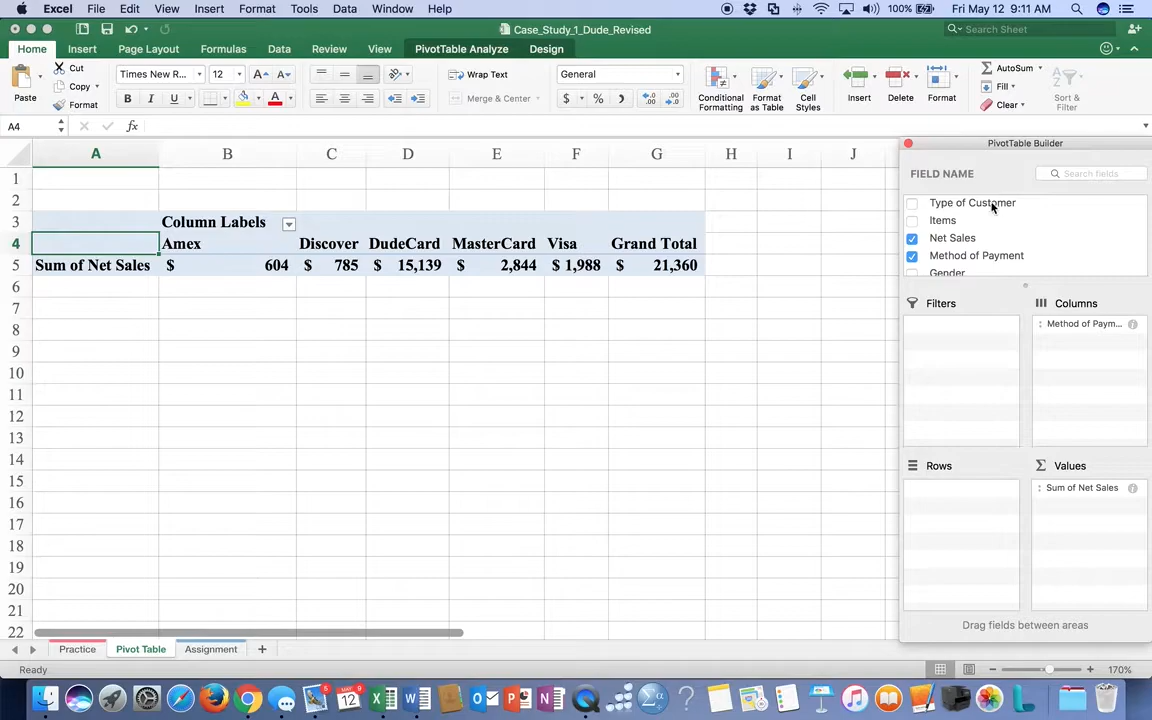 Excel File Edit View Insert Format Tools Data Window Help 100% Fri May 12 9:11 AM
Case_Study_1_Dude_Revised
Search Sheet
Home Insert Page Layout Formulas Data Review View PivotTable Analyze Design
Paste
Cut
Copy
Format
Times New R... 12
B I U
Wrap Text
Merge & Center
General
$ % )
Conditional Formatting
Format as Table
Cell Styles
Insert Delete Format
AutoSum
Fill
Clear
Sort & Filter
A4 fx
A B C D E F G H I J
1
2
3 Column Labels
4 Amex Discover DudeCard MasterCard Visa Grand Total
5 Sum of Net Sales $ 604 $ 785 $ 15,139 $ 2,844 $ 1,988 $ 21,360
6
7
8
9
10
11
12
13
14
15
16
17
18
19
20
21
22
PivotTable Builder
FIELD NAME Search fields
Type of Customer
Items
Net Sales
Method of Payment
Gender
Filters Columns
Method of Paym...
Rows Values
Sum of Net Sales
Drag fields between areas
Practice Pivot Table Assignment +
Ready 170%